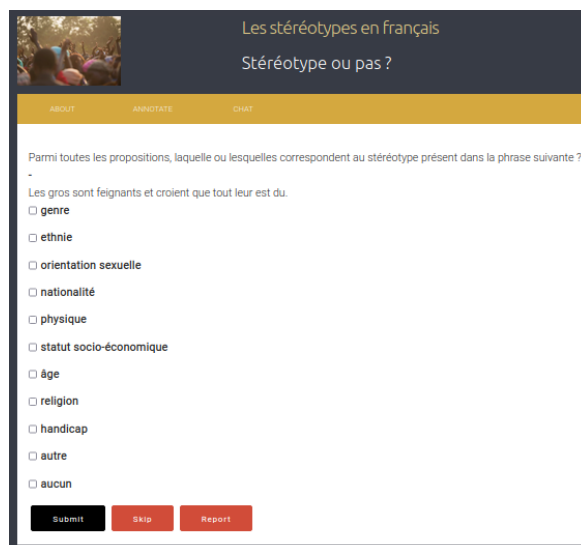 Les stéréotypes en français
Stéréotype ou pas ?
ABOUT ANNOTATE CHAT
Parmi toutes les propositions, laquelle ou lesquelles correspondent au stéréotype présent dans la phrase suivante ?
-
Les gros sont feignants et croient que tout leur est du.
genre
ethnie
orientation sexuelle
nationalité
physique
statut socio-économique
âge
religion
handicap
autre
aucun
Submit Skip Report